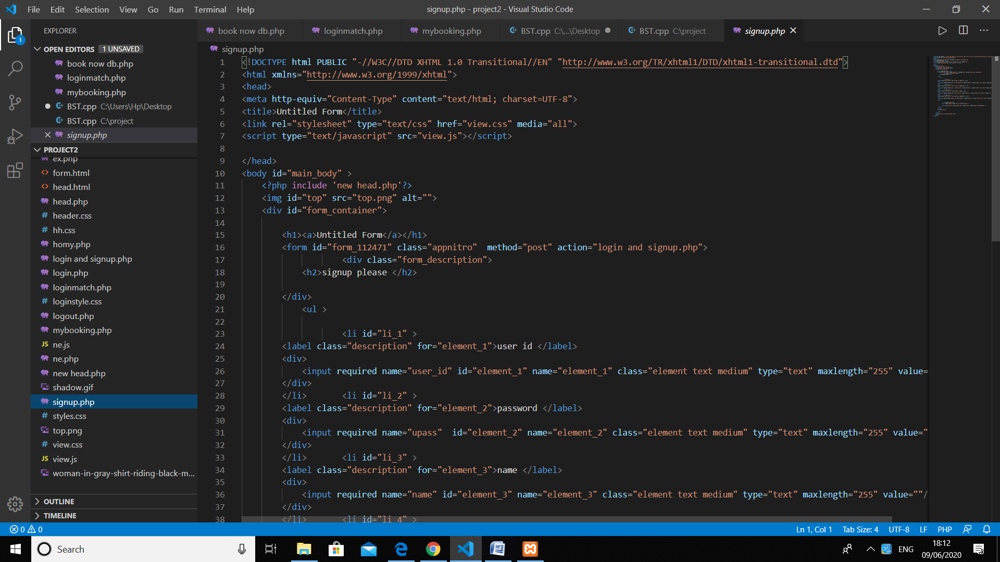 File Edit Selection View Go Run Terminal Help
signup.php - project2 - Visual Studio Code
EXPLORER
OPEN EDITORS 1 UNSAVED
book now db.php
loginmatch.php
mybooking.php
BST.cpp C:\Users\Hp\Desktop
BST.cpp C:\project
signup.php
PROJECT2
ex.php
form.html
head.html
head.php
header.css
hh.css
homy.php
login and signup.php
login.php
loginmatch.php
loginstyle.css
logout.php
mybooking.php
ne.js
ne.php
new head.php
shadow.gif
signup.php
styles.css
top.png
view.css
view.js
woman-in-gray-shirt-riding-black-m...
OUTLINE
TIMELINE
book now db.php loginmatch.php mybooking.php BST.cpp C:\...\Desktop BST.cpp C:\project signup.php
signup.php
1 <!DOCTYPE html PUBLIC "-//W3C//DTD XHTML 1.0 Transitional//EN" "http://www.w3.org/TR/xhtml1/DTD/xhtml1-transitional.dtd">
2 <html xmlns="http://www.w3.org/1999/xhtml">
3 <head>
4 <meta http-equiv="Content-Type" content="text/html; charset=UTF-8">
5 <title>Untitled Form</title>
6 <link rel="stylesheet" type="text/css" href="view.css" media="all">
7 <script type="text/javascript" src="view.js"></script>
8
9 </head>
10 <body id="main_body" >
11 <?php include 'new head.php'?>
12 <img id="top" src="top.png" alt="">
13 <div id="form_container">
14
15 <h1><a>Untitled Form</a></h1>
16 <form id="form_112471" class="appnitro"  method="post" action="login and signup.php">
17 <div class="form_description">
18 <h2>signup please </h2>
19
20 </div>
21 <ul >
22
23 <li id="li_1" >
24 <label class="description" for="element_1">user id </label>
25 <div>
26 <input required name="user_id" id="element_1" name="element_1" class="element text medium" type="text" maxlength="255" value=
27 </div>
28 </li> <li id="li_2" >
29 <label class="description" for="element_2">password </label>
30 <div>
31 <input required name="upass"  id="element_2" name="element_2" class="element text medium" type="text" maxlength="255" value="
32 </div>
33 </li> <li id="li_3" >
34 <label class="description" for="element_3">name </label>
35 <div>
36 <input required name="name" id="element_3" name="element_3" class="element text medium" type="text" maxlength="255" value=""/
37 </div>
38 </li> <li id="li_4" >
0 0 Ln 1, Col 1 Tab Size: 4 UTF-8 LF PHP
Search
ENG
18:12
09/06/2020
1